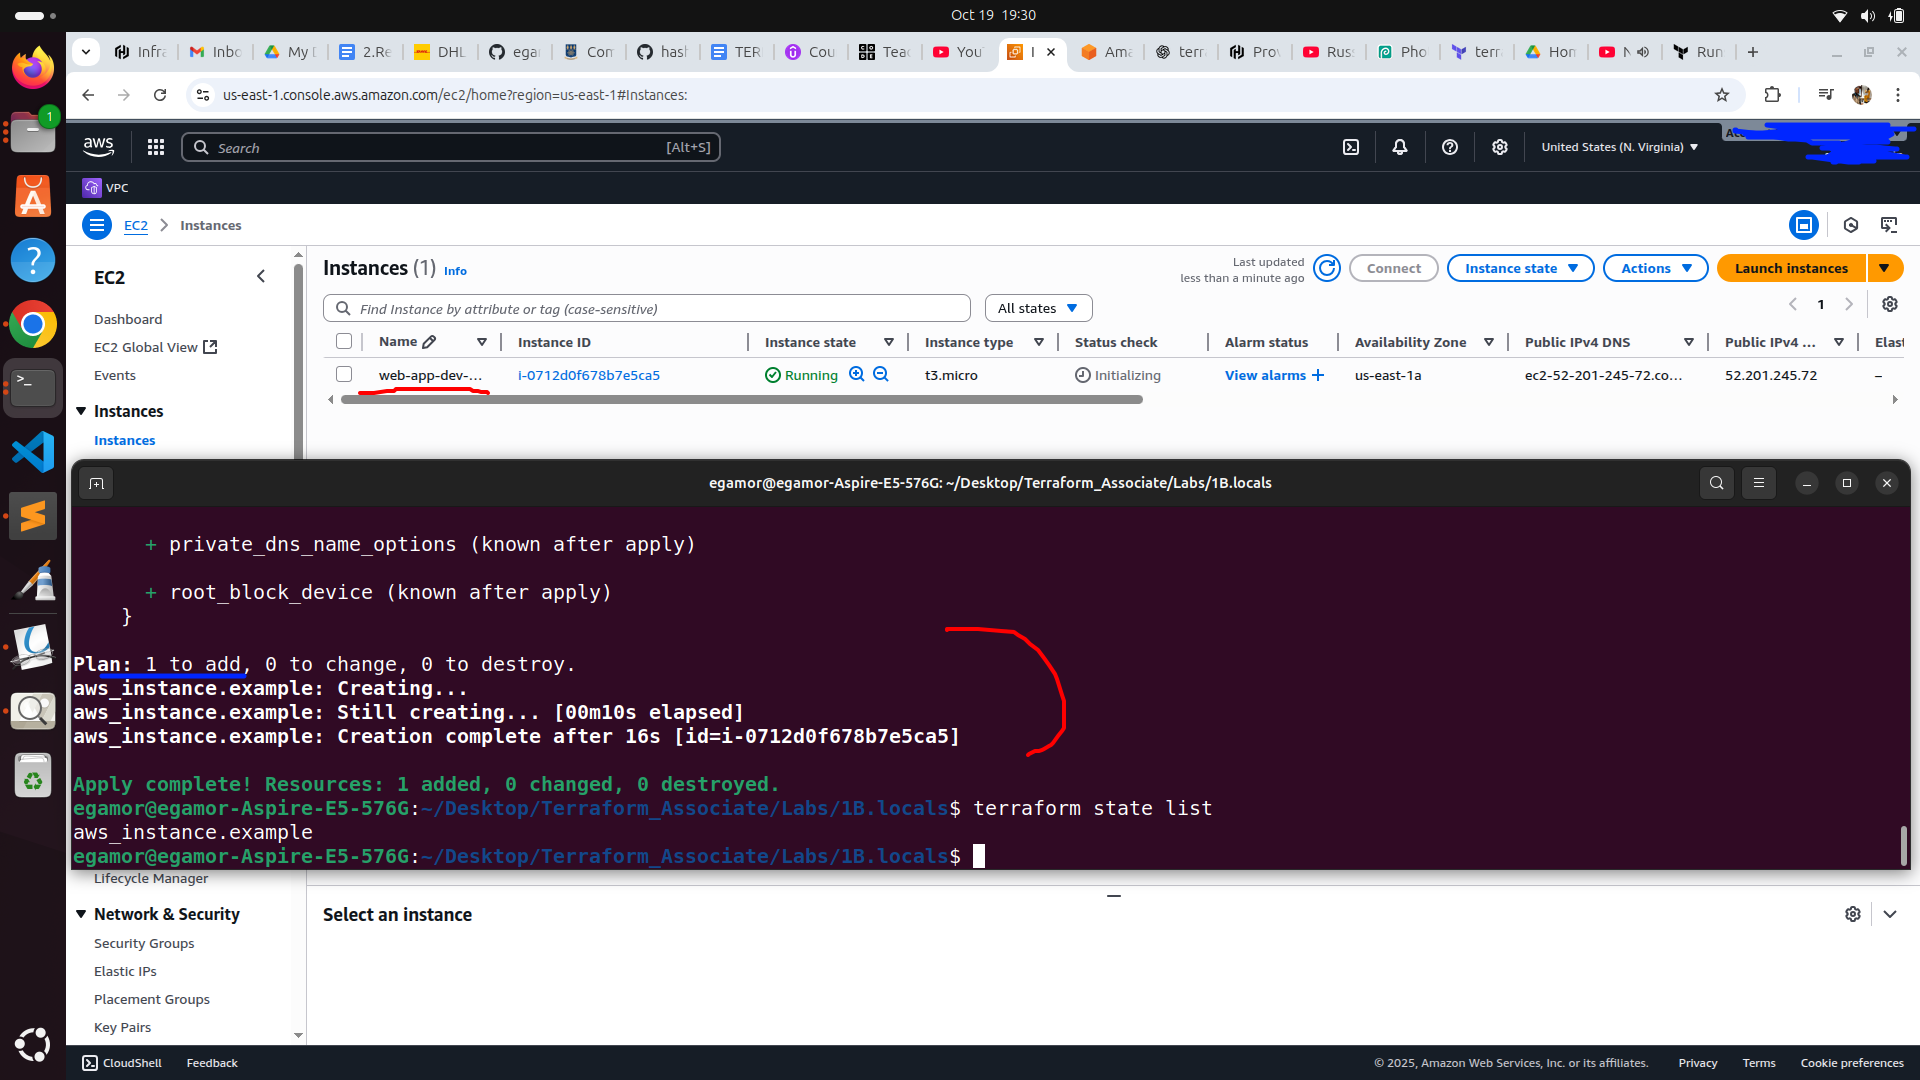 Oct 19 19:30
Infra
Inbo
My D
2.Re
DHL
egar
Com
hash
TER
Cou
Teac
You
I
Ama
terr
Prov
Russ
Pho
terr
Hon
N
Run
us-east-1.console.aws.amazon.com/ec2/home?region=us-east-1#Instances:
1
aws
Search
[Alt+S]
United States (N. Virginia)
VPC
EC2
Instances
EC2
Dashboard
EC2 Global View
Events
Instances
Instances
Instances (1) Info
Last updated
less than a minute ago
Connect
Instance state
Actions
Launch instances
Find Instance by attribute or tag (case-sensitive)
All states
1
Name
Instance ID
Instance state
Instance type
Status check
Alarm status
Availability Zone
Public IPv4 DNS
Public IPv4 ...
Elast
web-app-dev-...
i-0712d0f678b7e5ca5
Running
t3.micro
Initializing
View alarms +
us-east-1a
ec2-52-201-245-72.co...
52.201.245.72
–
egamor@egamor-Aspire-E5-576G: ~/Desktop/Terraform_Associate/Labs/1B.locals
+ private_dns_name_options (known after apply)
+ root_block_device (known after apply)
}
Plan: 1 to add, 0 to change, 0 to destroy.
aws_instance.example: Creating...
aws_instance.example: Still creating... [00m10s elapsed]
aws_instance.example: Creation complete after 16s [id=i-0712d0f678b7e5ca5]
Apply complete! Resources: 1 added, 0 changed, 0 destroyed.
egamor@egamor-Aspire-E5-576G:~/Desktop/Terraform_Associate/Labs/1B.locals$ terraform state list
aws_instance.example
egamor@egamor-Aspire-E5-576G:~/Desktop/Terraform_Associate/Labs/1B.locals$
Lifecycle Manager
Network & Security
Security Groups
Elastic IPs
Placement Groups
Key Pairs
Select an instance
CloudShell
Feedback
© 2025, Amazon Web Services, Inc. or its affiliates.
Privacy
Terms
Cookie preferences